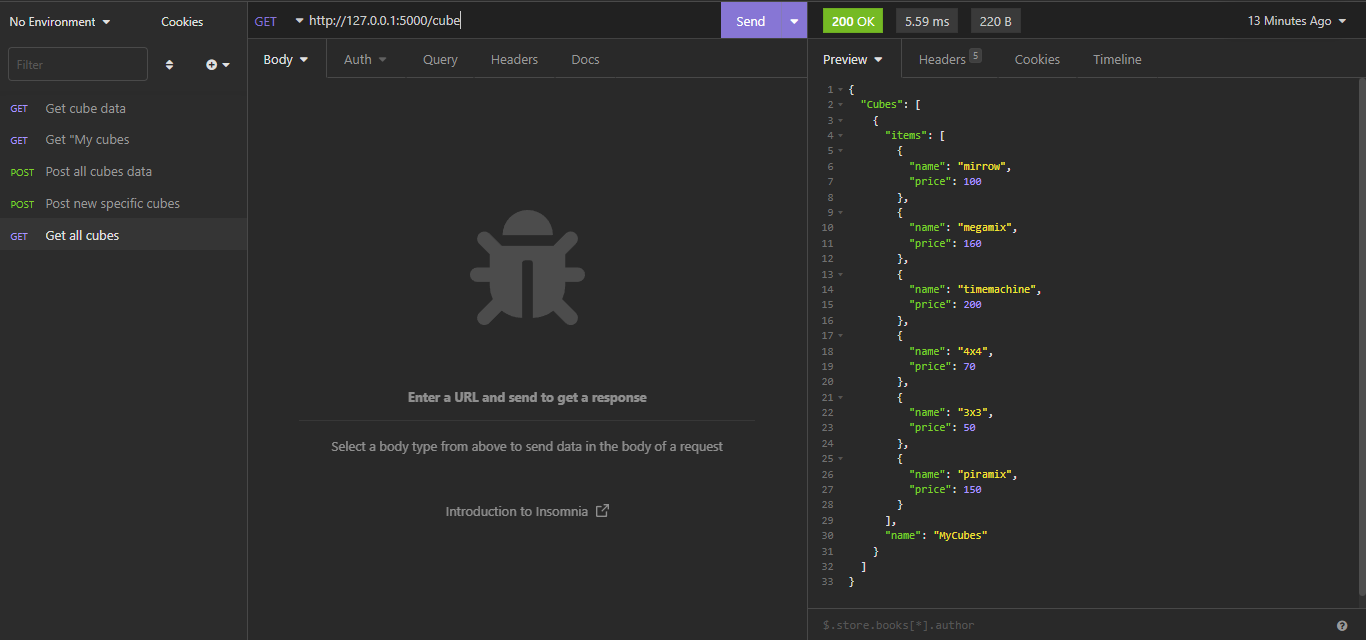 No Environment
Cookies
GET
http://127.0.0.1:5000/cube
Send
200 OK
5.59 ms
220 B
13 Minutes Ago
Filter
Body
Auth
Query
Headers
Docs
Preview
Headers 5
Cookies
Timeline
GET Get cube data
GET Get "My cubes
POST Post all cubes data
POST Post new specific cubes
GET Get all cubes
Enter a URL and send to get a response
Select a body type from above to send data in the body of a request
Introduction to Insomnia
1 {
2 "Cubes": [
3 {
4 "items": [
5 {
6 "name": "mirrow",
7 "price": 100
8 },
9 {
10 "name": "megamix",
11 "price": 160
12 },
13 {
14 "name": "timemachine",
15 "price": 200
16 },
17 {
18 "name": "4x4",
19 "price": 70
20 },
21 {
22 "name": "3x3",
23 "price": 50
24 },
25 {
26 "name": "piramix",
27 "price": 150
28 }
29 ],
30 "name": "MyCubes"
31 }
32 ]
33 }
$.store.books[*].author